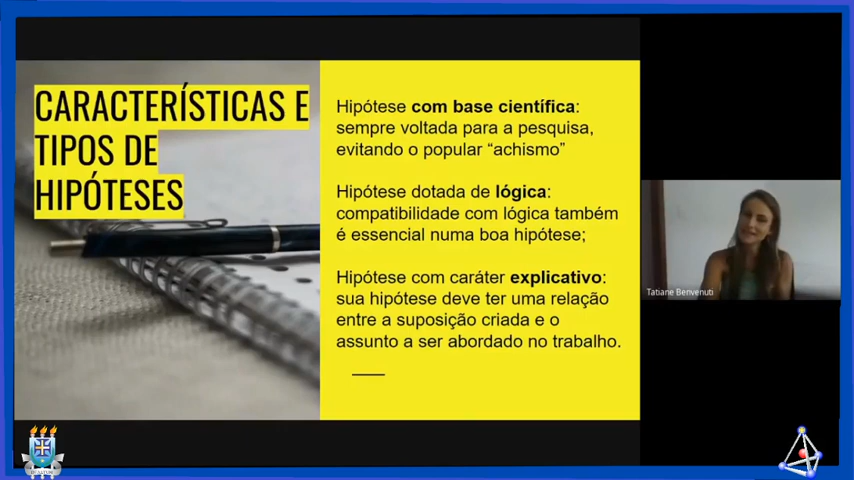 CARACTERÍSTICAS E
TIPOS DE
HIPÓTESES
Hipótese com base científica:
sempre voltada para a pesquisa,
evitando o popular “achismo”
Hipótese dotada de lógica:
compatibilidade com lógica também
é essencial numa boa hipótese;
Hipótese com caráter explicativo:
sua hipótese deve ter uma relação
entre a suposição criada e o
assunto a ser abordado no trabalho.
Tatiane Benvenuti